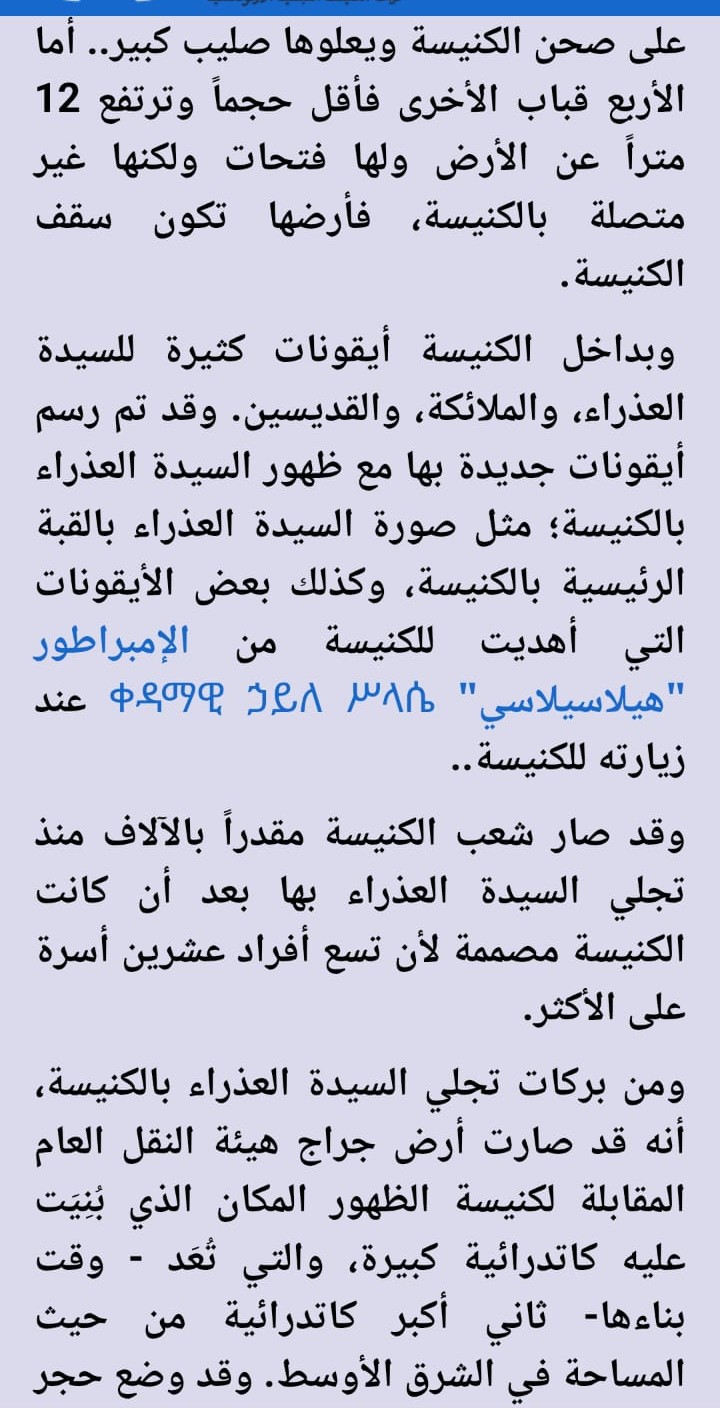 على صحن الكنيسة ويعلوها صليب كبير.. أما
الأربع قباب الأخرى فأقل حجماً وترتفع 12
متراً عن الأرض ولها فتحات ولكنها غير
متصلة بالكنيسة، فأرضها تكون سقف
الكنيسة.
وبداخل الكنيسة أيقونات كثيرة للسيدة
العذراء، والملائكة، والقديسين. وقد تم رسم
أيقونات جديدة بها مع ظهور السيدة العذراء
بالكنيسة؛ مثل صورة السيدة العذراء بالقبة
الرئيسية بالكنيسة، وكذلك بعض الأيقونات
التي أهديت للكنيسة من الإمبراطور
"هيلاسيلاسي" ቀዳማዊ ኃይለ ሥላሴ عند
زيارته للكنيسة..
وقد صار شعب الكنيسة مقدراً بالآلاف منذ
تجلي السيدة العذراء بها بعد أن كانت
الكنيسة مصممة لأن تسع أفراد عشرين أسرة
على الأكثر.
ومن بركات تجلي السيدة العذراء بالكنيسة،
أنه قد صارت أرض جراج هيئة النقل العام
المقابلة لكنيسة الظهور المكان الذي بُنِيَت
عليه كاتدرائية كبيرة، والتي تُعَد - وقت
بناءها- ثاني أكبر كاتدرائية من حيث
المساحة في الشرق الأوسط. وقد وضع حجر